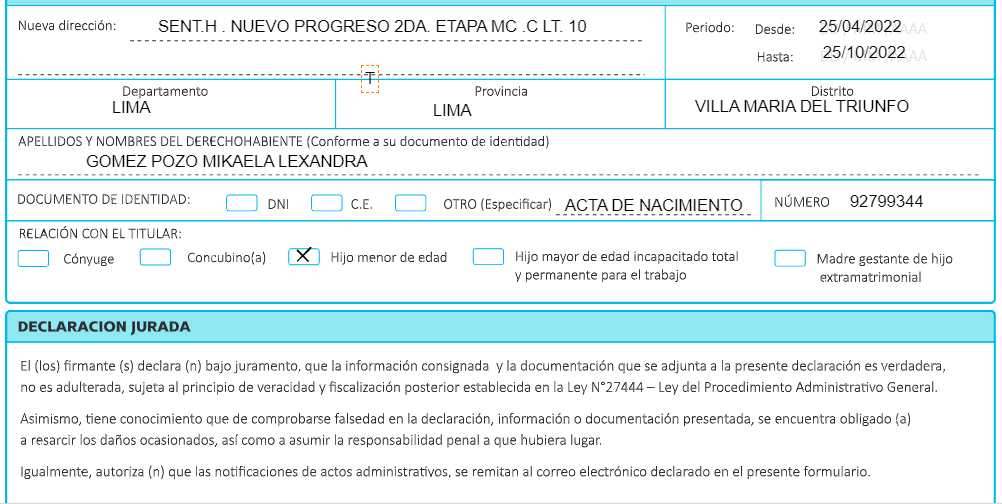 Nueva dirección: SENT.H . NUEVO PROGRESO 2DA. ETAPA MC .C LT. 10
Periodo: Desde: 25/04/2022
Hasta: 25/10/2022
T
Departamento Provincia Distrito
LIMA LIMA VILLA MARIA DEL TRIUNFO
APELLIDOS Y NOMBRES DEL DERECHOHABIENTE (Conforme a su documento de identidad)
GOMEZ POZO MIKAELA LEXANDRA
DOCUMENTO DE IDENTIDAD: DNI C.E. OTRO (Especificar) ACTA DE NACIMIENTO NÚMERO 92799344
RELACIÓN CON EL TITULAR:
Cónyuge Concubino(a) X Hijo menor de edad Hijo mayor de edad incapacitado total
y permanente para el trabajo
Madre gestante de hijo
extramatrimonial
DECLARACION JURADA
El (los) firmante (s) declara (n) bajo juramento, que la información consignada y la documentación que se adjunta a la presente declaración es verdadera,
no es adulterada, sujeta al principio de veracidad y fiscalización posterior establecida en la Ley N°27444 – Ley del Procedimiento Administrativo General.
Asimismo, tiene conocimiento que de comprobarse falsedad en la declaración, información o documentación presentada, se encuentra obligado (a)
a resarcir los daños ocasionados, así como a asumir la responsabilidad penal a que hubiera lugar.
Igualmente, autoriza (n) que las notificaciones de actos administrativos, se remitan al correo electrónico declarado en el presente formulario.